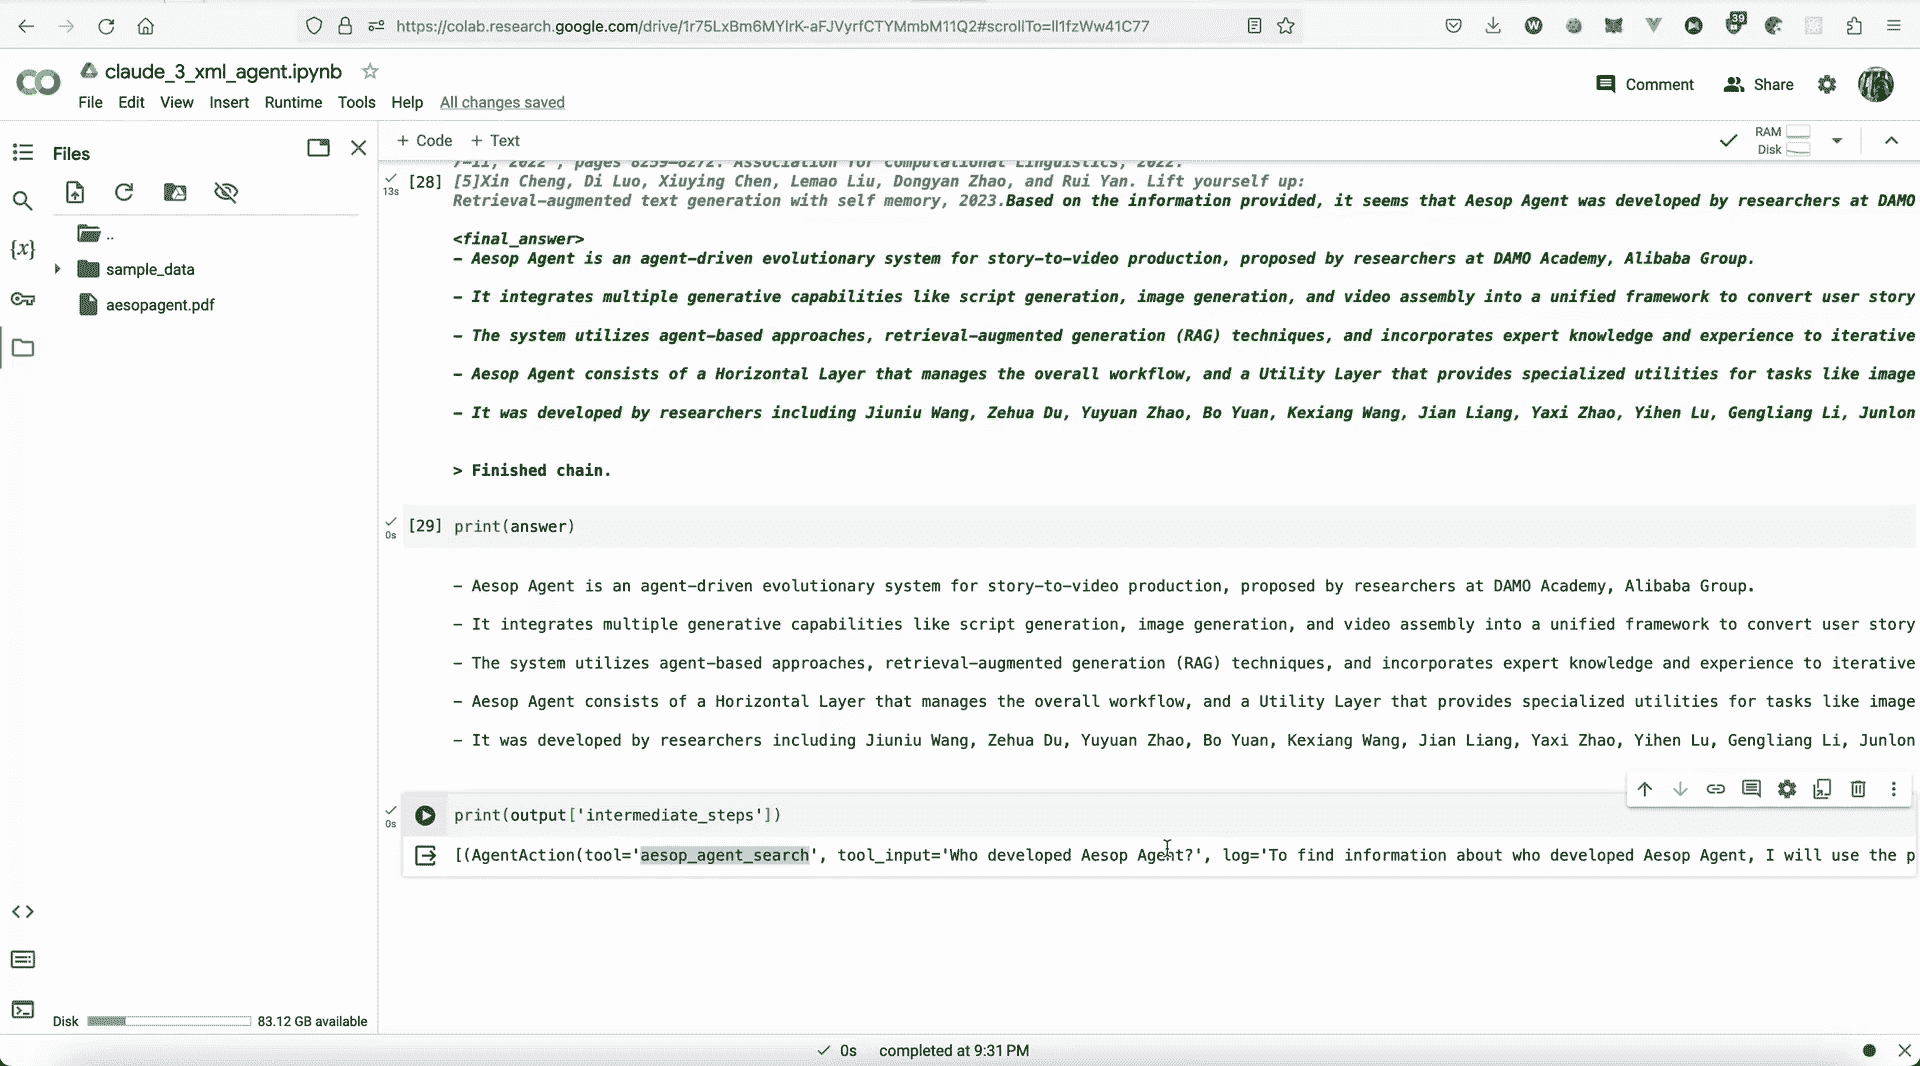 https://colab.research.google.com/drive/1r75LxBm6MYlrK-aFJVyrfCTYMmbM11Q2#scrollTo=lI1fzWw41C77
39
claude_3_xml_agent.ipynb
File Edit View Insert Runtime Tools Help All changes saved
Comment Share
Files
+ Code + Text
RAM
Disk
..
sample_data
aesopagent.pdf
7-11, 2022 , pages 8259-8272. Association for Computational Linguistics, 2022.
13s
[28] [5]Xin Cheng, Di Luo, Xiuying Chen, Lemao Liu, Dongyan Zhao, and Rui Yan. Lift yourself up:
Retrieval-augmented text generation with self memory, 2023.Based on the information provided, it seems that Aesop Agent was developed by researchers at DAMO
<final_answer>
- Aesop Agent is an agent-driven evolutionary system for story-to-video production, proposed by researchers at DAMO Academy, Alibaba Group.
- It integrates multiple generative capabilities like script generation, image generation, and video assembly into a unified framework to convert user story
- The system utilizes agent-based approaches, retrieval-augmented generation (RAG) techniques, and incorporates expert knowledge and experience to iterative
- Aesop Agent consists of a Horizontal Layer that manages the overall workflow, and a Utility Layer that provides specialized utilities for tasks like image
- It was developed by researchers including Jiuniu Wang, Zehua Du, Yuyuan Zhao, Bo Yuan, Kexiang Wang, Jian Liang, Yaxi Zhao, Yihen Lu, Gengliang Li, Junlon
> Finished chain.
0s
[29] print(answer)
- Aesop Agent is an agent-driven evolutionary system for story-to-video production, proposed by researchers at DAMO Academy, Alibaba Group.
- It integrates multiple generative capabilities like script generation, image generation, and video assembly into a unified framework to convert user story
- The system utilizes agent-based approaches, retrieval-augmented generation (RAG) techniques, and incorporates expert knowledge and experience to iterative
- Aesop Agent consists of a Horizontal Layer that manages the overall workflow, and a Utility Layer that provides specialized utilities for tasks like image
- It was developed by researchers including Jiuniu Wang, Zehua Du, Yuyuan Zhao, Bo Yuan, Kexiang Wang, Jian Liang, Yaxi Zhao, Yihen Lu, Gengliang Li, Junlon
0s
print(output['intermediate_steps'])
[(AgentAction(tool='aesop_agent_search', tool_input='Who developed Aesop Agent?', log='To find information about who developed Aesop Agent, I will use the p
Disk 83.12 GB available
0s completed at 9:31 PM